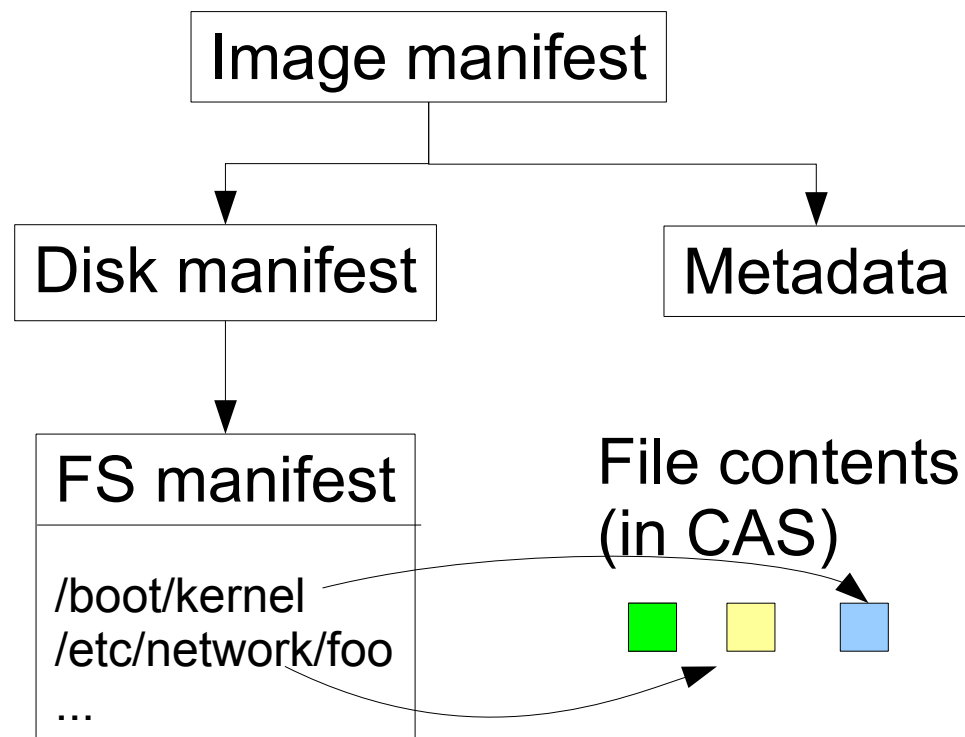 Image manifest
Disk manifest
Metadata
FS manifest
/boot/kernel
/etc/network/foo
...
File contents
(in CAS)